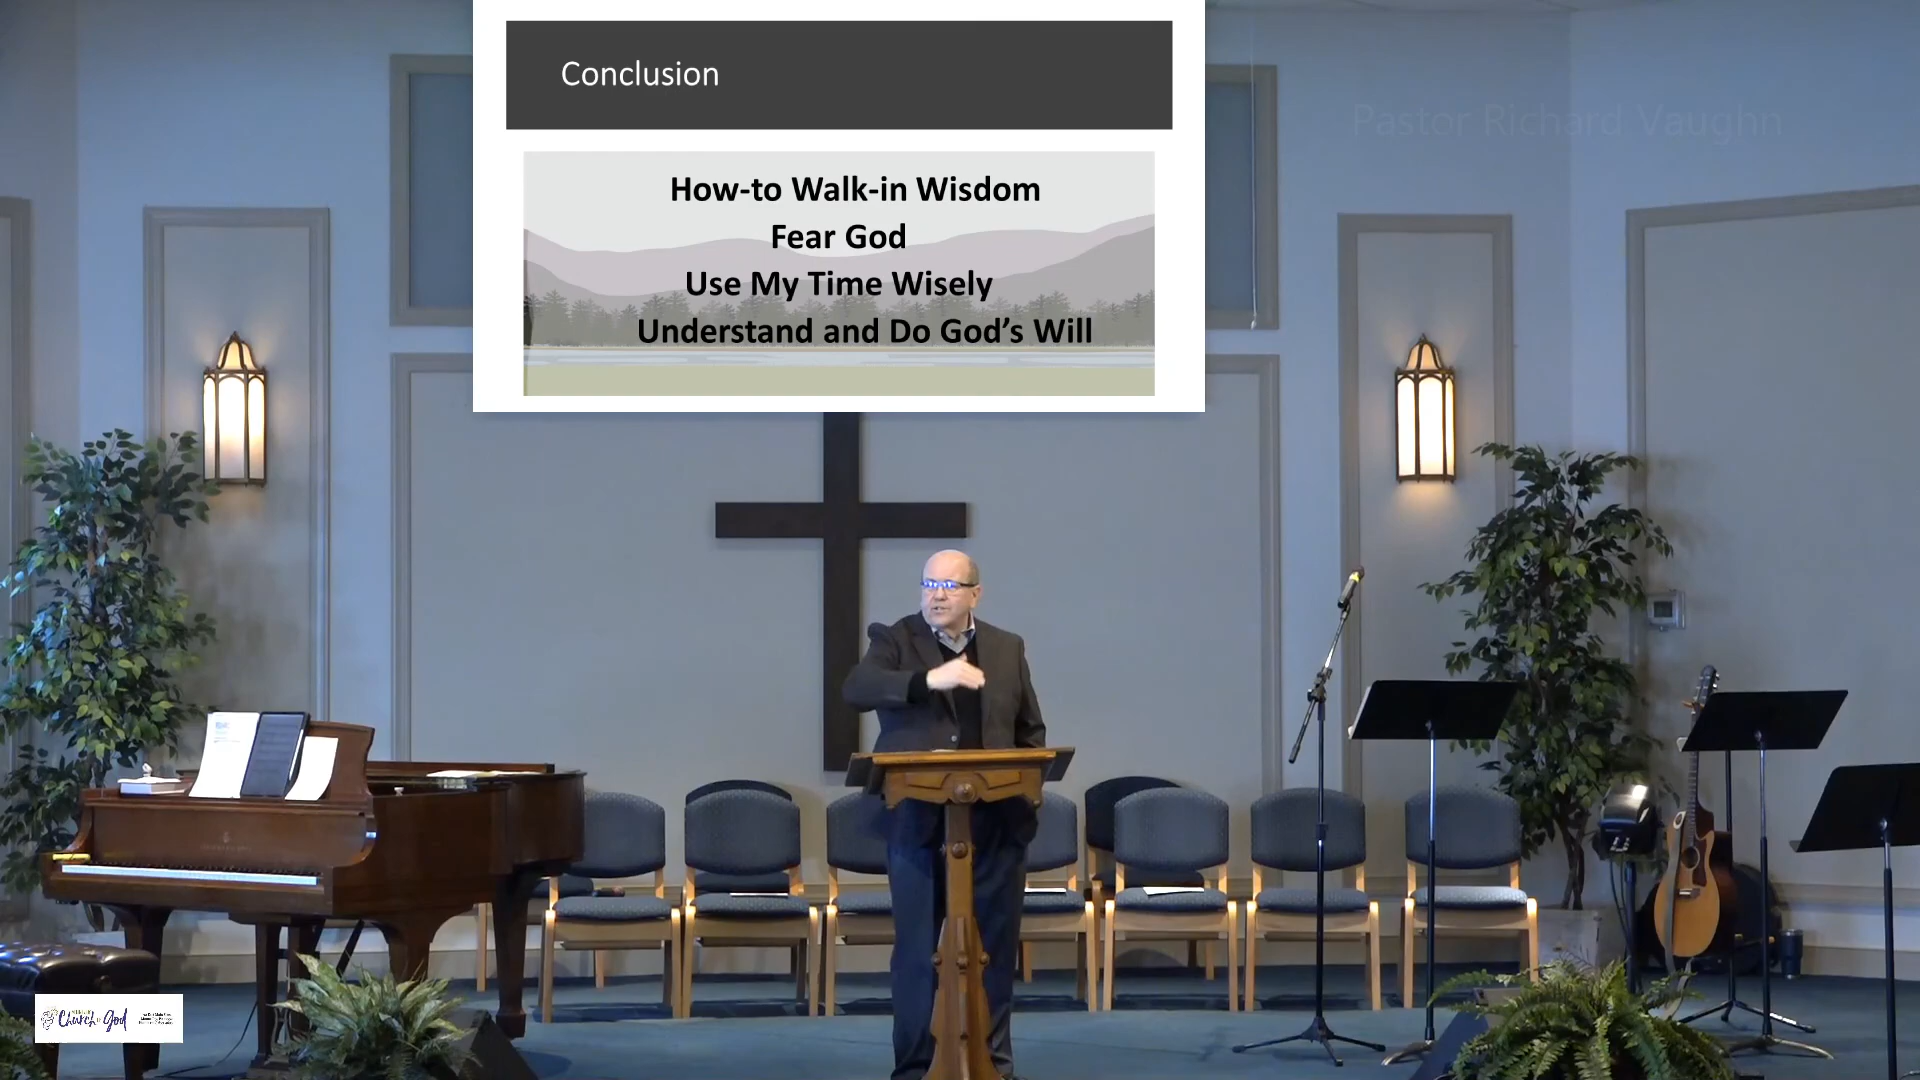 Conclusion
How-to Walk-in Wisdom
Fear God
Use My Time Wisely
Understand and Do God’s Will
Pastor Richard Vaughn
Church of God